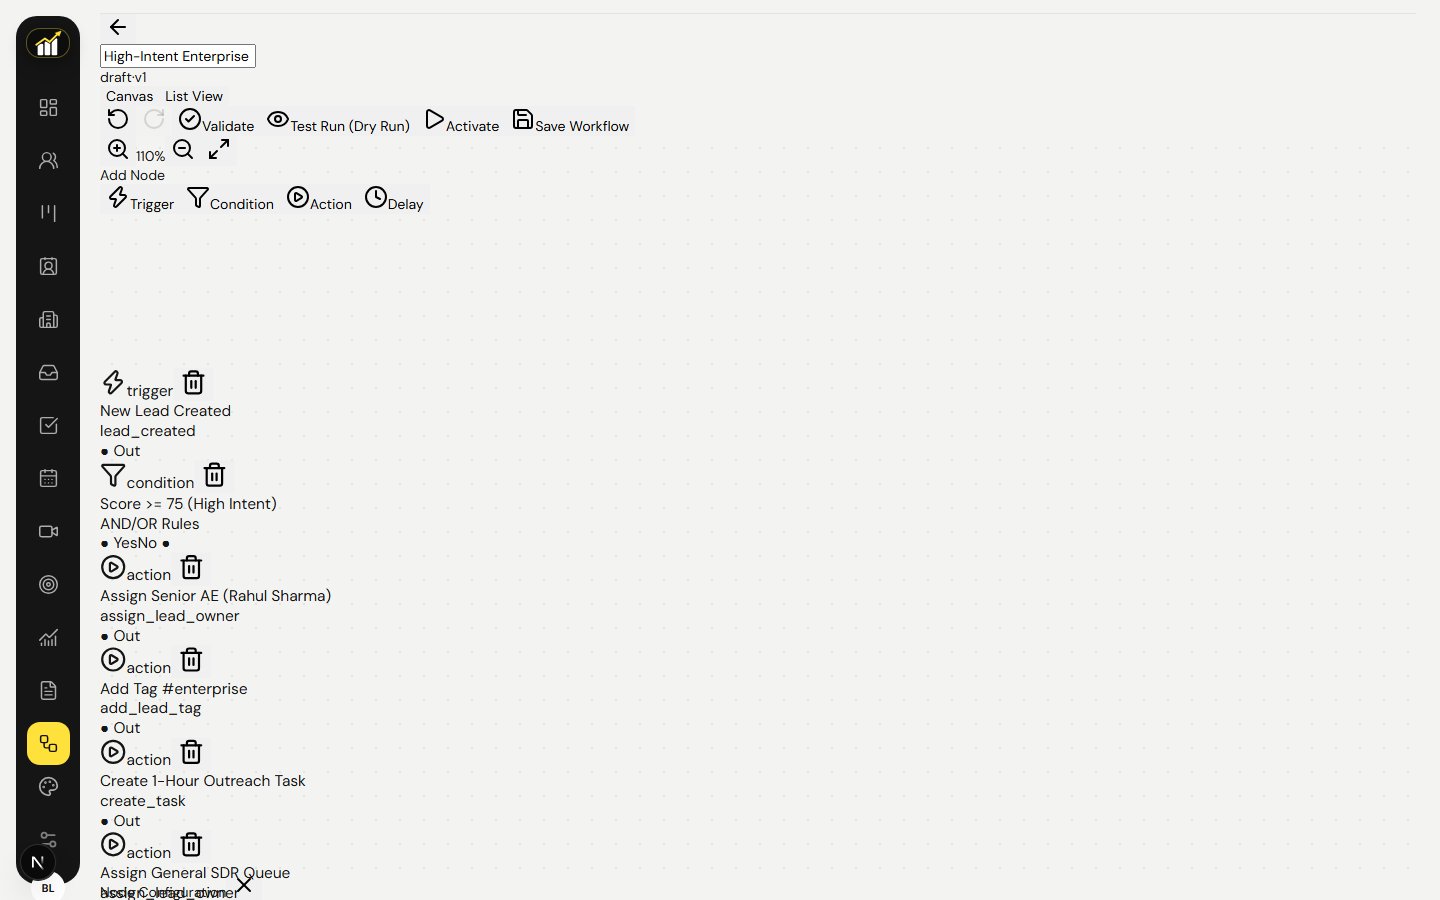 High-Intent Enterprise
draft·v1
Canvas List View
Validate Test Run (Dry Run) Activate Save Workflow
110%
Add Node
Trigger Condition Action Delay
trigger
New Lead Created
lead_created
● Out
condition
Score >= 75 (High Intent)
AND/OR Rules
● YesNo ●
action
Assign Senior AE (Rahul Sharma)
assign_lead_owner
● Out
action
Add Tag #enterprise
add_lead_tag
● Out
action
Create 1-Hour Outreach Task
create_task
● Out
action
Assign General SDR Queue
assign_lead_owner
Node Configuration
N
BL